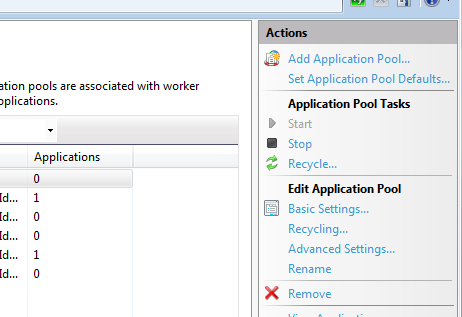 Actions
Add Application Pool...
Set Application Pool Defaults...
ation pools are associated with worker
pplications.
Application Pool Tasks
Start
Stop
Recycle...
Applications
0
Id... 1
Id... 0
Id... 0
Id... 1
Id... 0
Edit Application Pool
Basic Settings...
Recycling...
Advanced Settings...
Rename
Remove